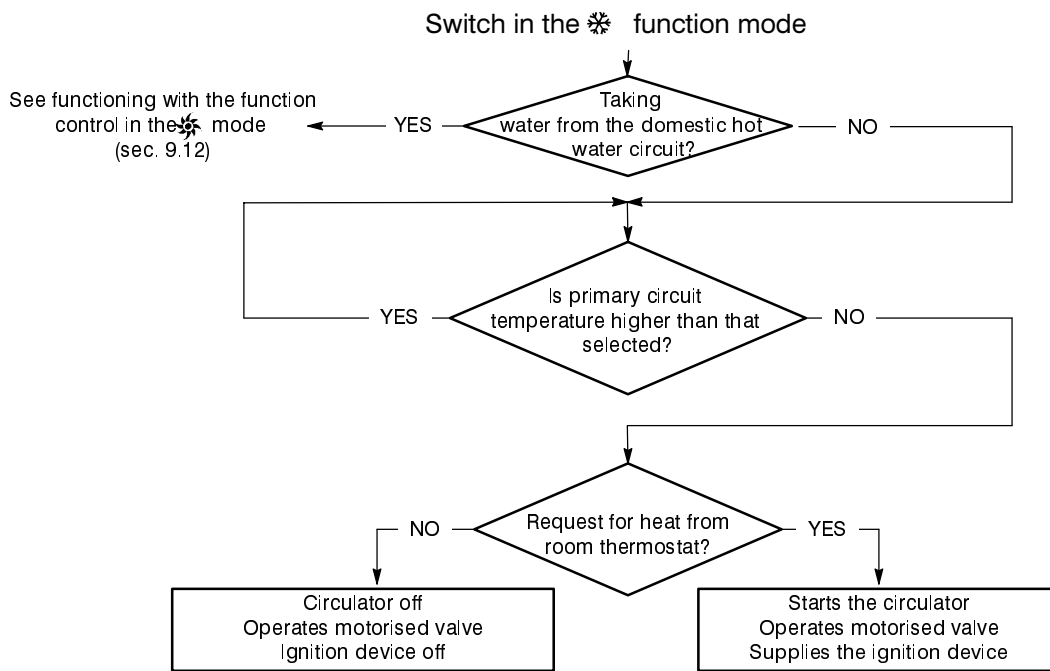 Switch in the ❄ function mode
Taking
water from the domestic hot
water circuit?
See functioning with the function
control in the ☀ mode
(sec. 9.12)
YES
NO
Is primary circuit
temperature higher than that
selected?
YES
NO
Request for heat from
room thermostat?
NO
YES
Circulator off
Operates motorised valve
Ignition device off
Starts the circulator
Operates motorised valve
Supplies the ignition device